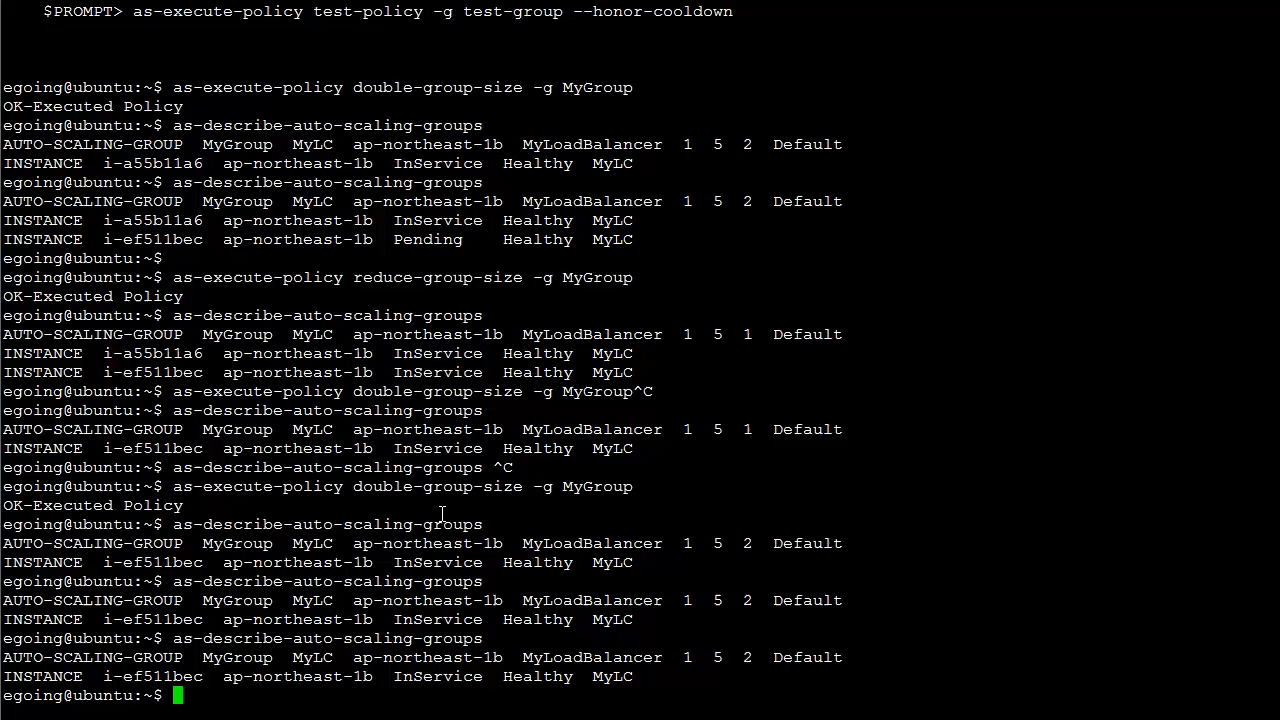 $PROMPT> as-execute-policy test-policy -g test-group --honor-cooldown
egoing@ubuntu:~$ as-execute-policy double-group-size -g MyGroup
OK-Executed Policy
egoing@ubuntu:~$ as-describe-auto-scaling-groups
AUTO-SCALING-GROUP  MyGroup  MyLC  ap-northeast-1b  MyLoadBalancer  1  5  2  Default
INSTANCE  i-a55b11a6  ap-northeast-1b  InService  Healthy  MyLC
egoing@ubuntu:~$ as-describe-auto-scaling-groups
AUTO-SCALING-GROUP  MyGroup  MyLC  ap-northeast-1b  MyLoadBalancer  1  5  2  Default
INSTANCE  i-a55b11a6  ap-northeast-1b  InService  Healthy  MyLC
INSTANCE  i-ef511bec  ap-northeast-1b  Pending    Healthy  MyLC
egoing@ubuntu:~$
egoing@ubuntu:~$ as-execute-policy reduce-group-size -g MyGroup
OK-Executed Policy
egoing@ubuntu:~$ as-describe-auto-scaling-groups
AUTO-SCALING-GROUP  MyGroup  MyLC  ap-northeast-1b  MyLoadBalancer  1  5  1  Default
INSTANCE  i-a55b11a6  ap-northeast-1b  InService  Healthy  MyLC
INSTANCE  i-ef511bec  ap-northeast-1b  InService  Healthy  MyLC
egoing@ubuntu:~$ as-execute-policy double-group-size -g MyGroup^C
egoing@ubuntu:~$ as-describe-auto-scaling-groups
AUTO-SCALING-GROUP  MyGroup  MyLC  ap-northeast-1b  MyLoadBalancer  1  5  1  Default
INSTANCE  i-ef511bec  ap-northeast-1b  InService  Healthy  MyLC
egoing@ubuntu:~$ as-describe-auto-scaling-groups ^C
egoing@ubuntu:~$ as-execute-policy double-group-size -g MyGroup
OK-Executed Policy
egoing@ubuntu:~$ as-describe-auto-scaling-groups
AUTO-SCALING-GROUP  MyGroup  MyLC  ap-northeast-1b  MyLoadBalancer  1  5  2  Default
INSTANCE  i-ef511bec  ap-northeast-1b  InService  Healthy  MyLC
egoing@ubuntu:~$ as-describe-auto-scaling-groups
AUTO-SCALING-GROUP  MyGroup  MyLC  ap-northeast-1b  MyLoadBalancer  1  5  2  Default
INSTANCE  i-ef511bec  ap-northeast-1b  InService  Healthy  MyLC
egoing@ubuntu:~$ as-describe-auto-scaling-groups
AUTO-SCALING-GROUP  MyGroup  MyLC  ap-northeast-1b  MyLoadBalancer  1  5  2  Default
INSTANCE  i-ef511bec  ap-northeast-1b  InService  Healthy  MyLC
egoing@ubuntu:~$